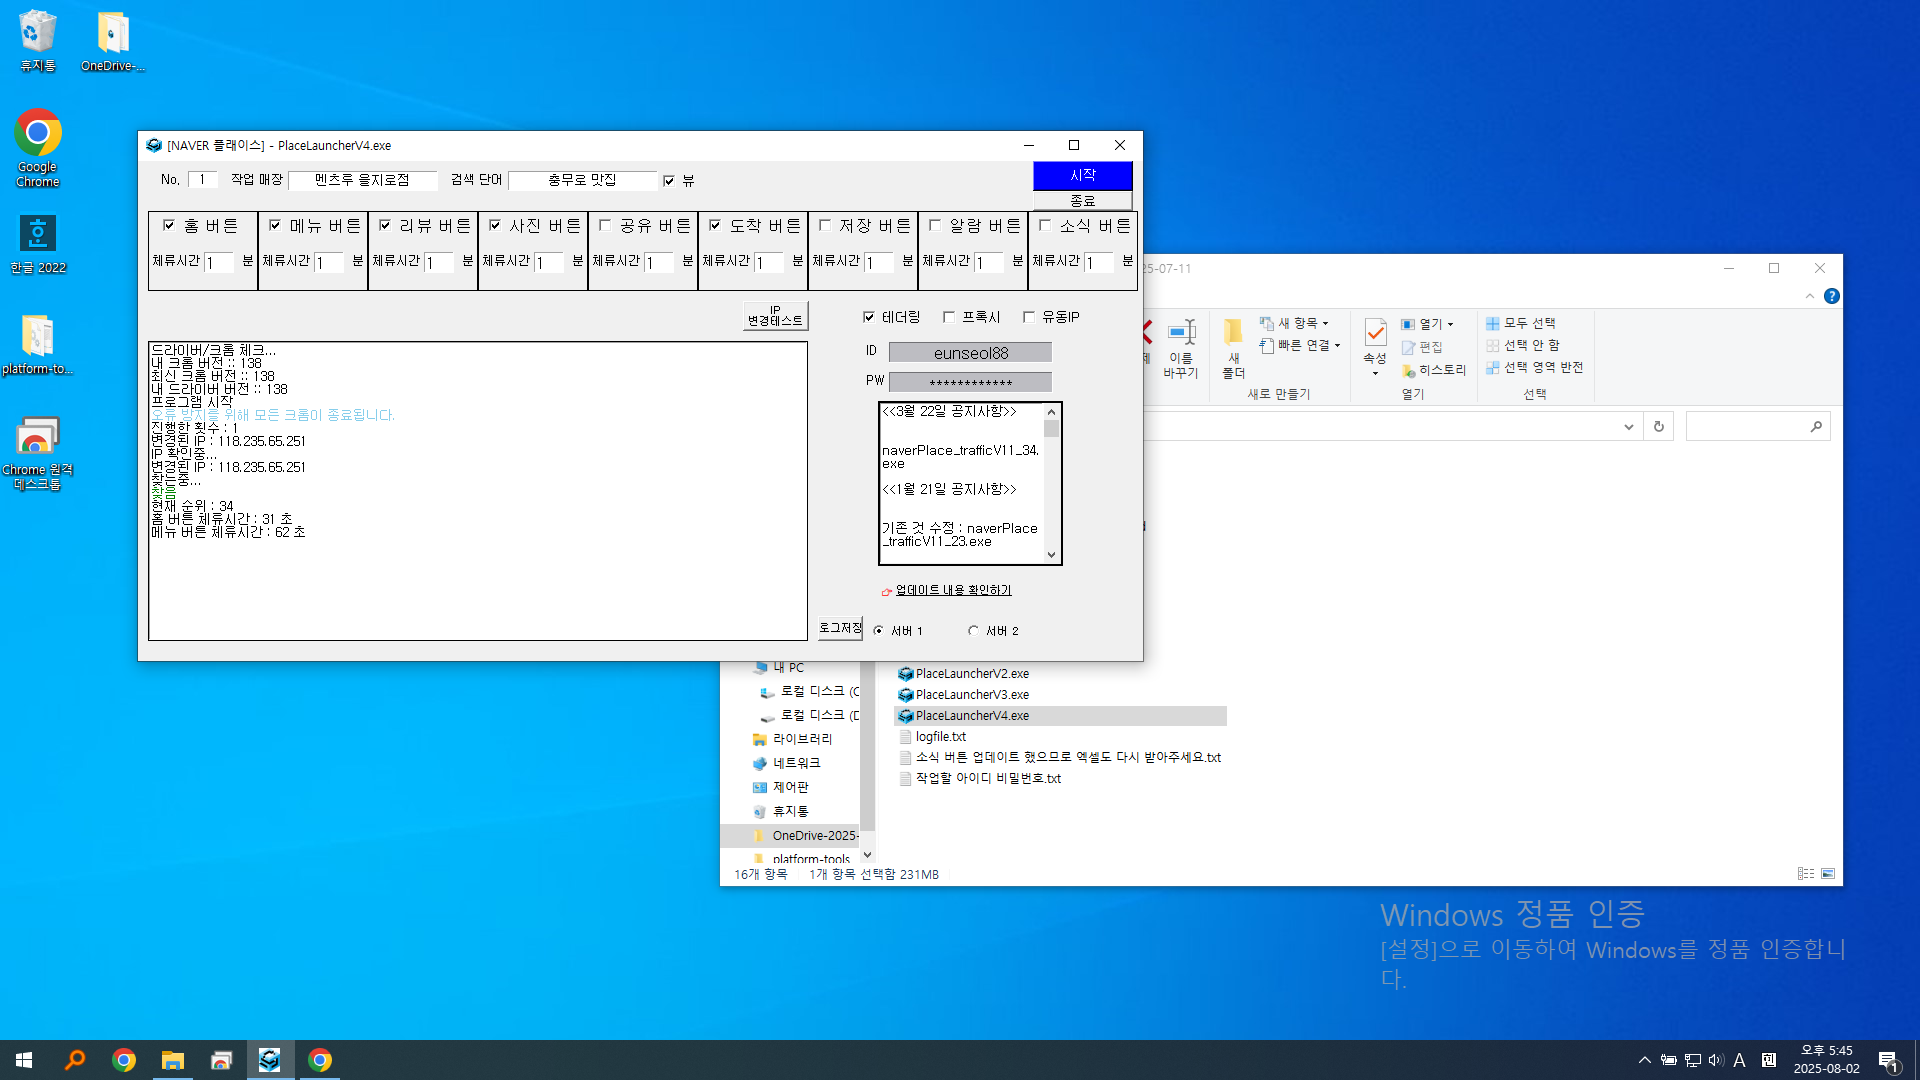 휴지통
OneDrive-...
Google Chrome
한글 2022
platform-to...
Chrome 원격 데스크톱
[NAVER 플래이스] - PlaceLauncherV4.exe
No. 1 작업 매장 멘츠루 을지로점 검색 단어 충무로 맛집 뷰
시작
종료
홈 버튼 메뉴 버튼 리뷰 버튼 사진 버튼 공유 버튼 도착 버튼 저장 버튼 알람 버튼 소식 버튼
체류시간 1 분 체류시간 1 분 체류시간 1 분 체류시간 1 분 체류시간 1 분 체류시간 1 분 체류시간 1 분 체류시간 1 분 체류시간 1 분
IP 변경테스트
테더링 프록시 유동IP
ID eunseol88
PW ************
드라이버/크롬 체크...
내 크롬 버전 :: 138
최신 크롬 버전 :: 138
내 드라이버 버전 :: 138
프로그램 시작
오류 방지를 위해 모든 크롬이 종료됩니다.
진행한 횟수 : 1
변경된 IP : 118.235.65.251
IP 확인중...
변경된 IP : 118.235.65.251
찾는중...
찾음
현재 순위 : 34
홈 버튼 체류시간 : 31 초
메뉴 버튼 체류시간 : 62 초
<<3월 22일 공지사항>>
naverPlace_trafficV11_34.
exe
<<1월 21일 공지사항>>
기존 것 수정 : naverPlace
_trafficV11_23.exe
업데이트 내용 확인하기
로그저장 서버 1 서버 2
25-07-11
제
이름 바꾸기
새 폴더
새 항목
빠른 연결
새로 만들기
속성
열기
편집
히스토리
열기
모두 선택
선택 안 함
선택 영역 반전
선택
내 PC
로컬 디스크 (C
로컬 디스크 (D
라이브러리
네트워크
제어판
휴지통
OneDrive-2025-
platform-tools
PlaceLauncherV2.exe
PlaceLauncherV3.exe
PlaceLauncherV4.exe
logfile.txt
소식 버튼 업데이트 했으므로 엑셀도 다시 받아주세요.txt
작업할 아이디 비밀번호.txt
16개 항목 1개 항목 선택함 231MB
Windows 정품 인증
[설정]으로 이동하여 Windows를 정품 인증합니
다.
A
오후 5:45
2025-08-02
1